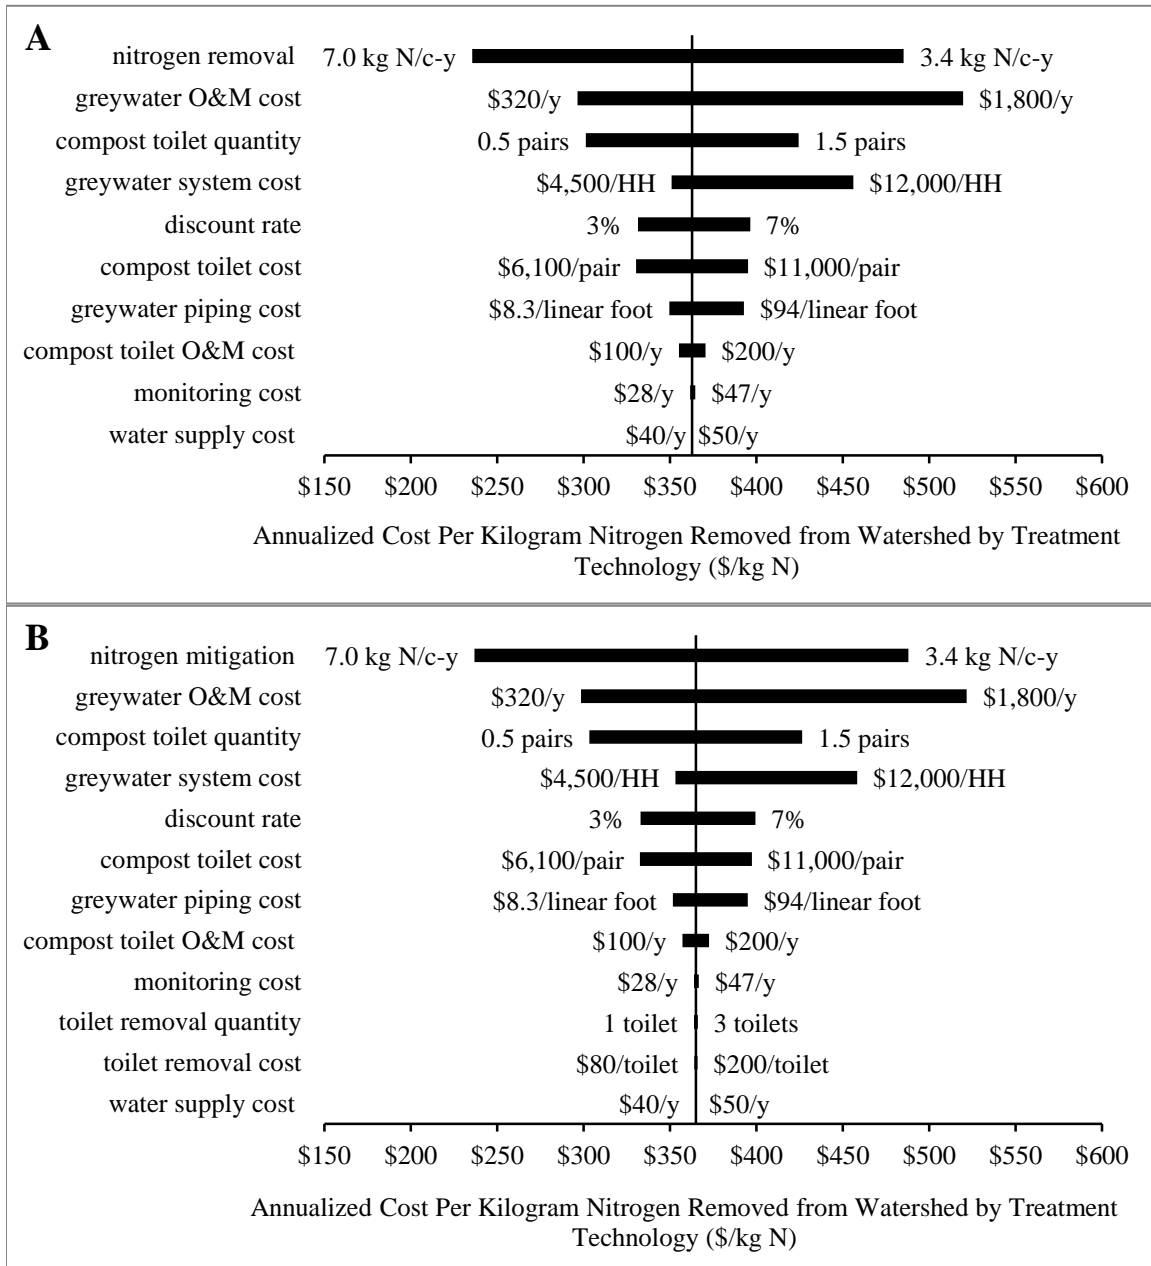 A
nitrogen removal 7.0 kg N/c-y 3.4 kg N/c-y
greywater O&M cost $320/y $1,800/y
compost toilet quantity 0.5 pairs 1.5 pairs
greywater system cost $4,500/HH $12,000/HH
discount rate 3% 7%
compost toilet cost $6,100/pair $11,000/pair
greywater piping cost $8.3/linear foot $94/linear foot
compost toilet O&M cost $100/y $200/y
monitoring cost $28/y $47/y
water supply cost $40/y $50/y
$150 $200 $250 $300 $350 $400 $450 $500 $550 $600
Annualized Cost Per Kilogram Nitrogen Removed from Watershed by Treatment
Technology ($/kg N)
B
nitrogen mitigation 7.0 kg N/c-y 3.4 kg N/c-y
greywater O&M cost $320/y $1,800/y
compost toilet quantity 0.5 pairs 1.5 pairs
greywater system cost $4,500/HH $12,000/HH
discount rate 3% 7%
compost toilet cost $6,100/pair $11,000/pair
greywater piping cost $8.3/linear foot $94/linear foot
compost toilet O&M cost $100/y $200/y
monitoring cost $28/y $47/y
toilet removal quantity 1 toilet 3 toilets
toilet removal cost $80/toilet $200/toilet
water supply cost $40/y $50/y
$150 $200 $250 $300 $350 $400 $450 $500 $550 $600
Annualized Cost Per Kilogram Nitrogen Removed from Watershed by Treatment
Technology ($/kg N)